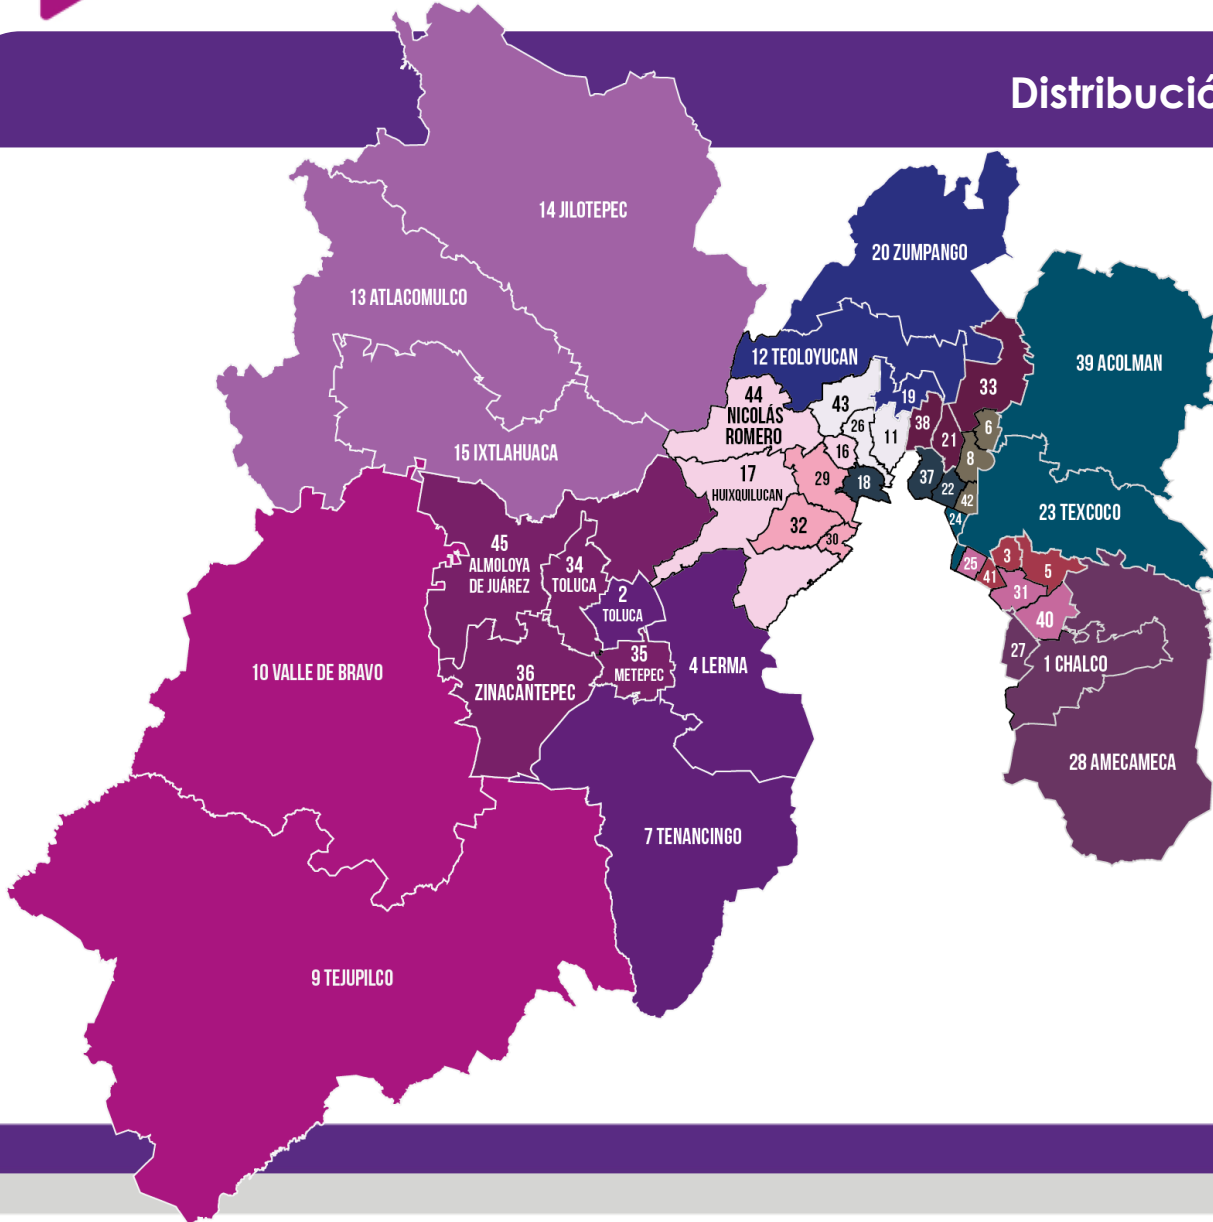 Distribució
14 JILOTEPEC
20 ZUMPANGO
13 ATLACOMULCO
12 TEOLOYUCAN
39 ACOLMAN
33
44
NICOLÁS
ROMERO
43
19
26
11
38
21
6
15 IXTLAHUACA
16
8
17
HUIXQUILUCAN
29
18
37
22
42
23 TEXCOCO
24
32
30
45
ALMOLOYA
DE JUÁREZ
34
TOLUCA
2
TOLUCA
25
3
41
5
31
40
27
1 CHALCO
10 VALLE DE BRAVO
36
ZINACANTEPEC
35
METEPEC
4 LERMA
28 AMECAMECA
7 TENANCINGO
9 TEJUPILCO